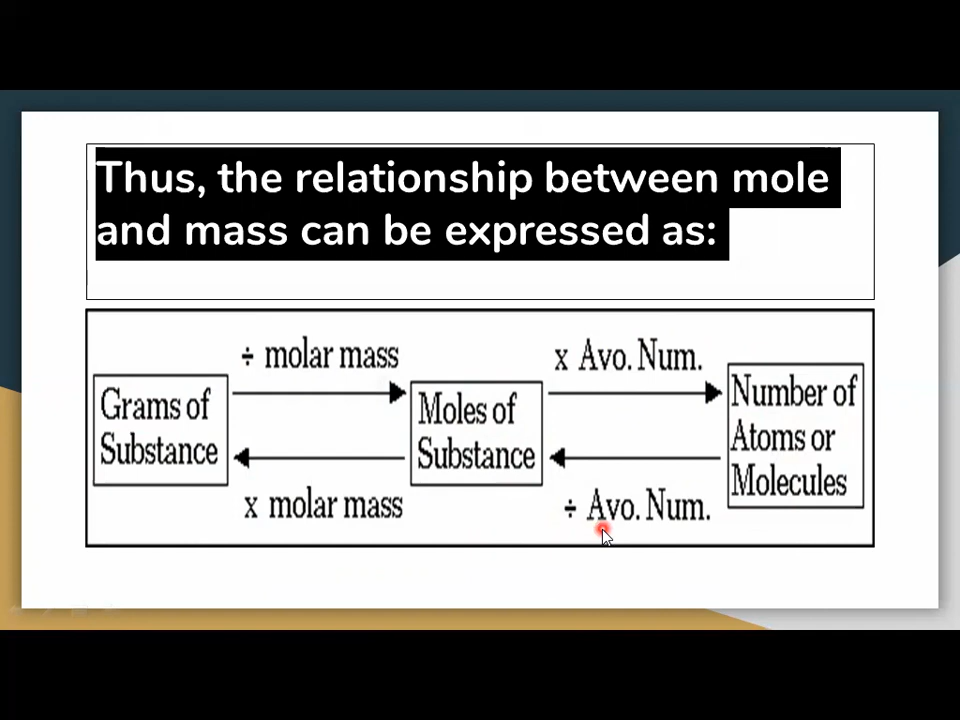 Thus, the relationship between mole
and mass can be expressed as:
÷ molar mass
x Avo. Num.
Grams of
Substance
Moles of
Substance
Number of
Atoms or
Molecules
x molar mass
÷ Avo. Num.